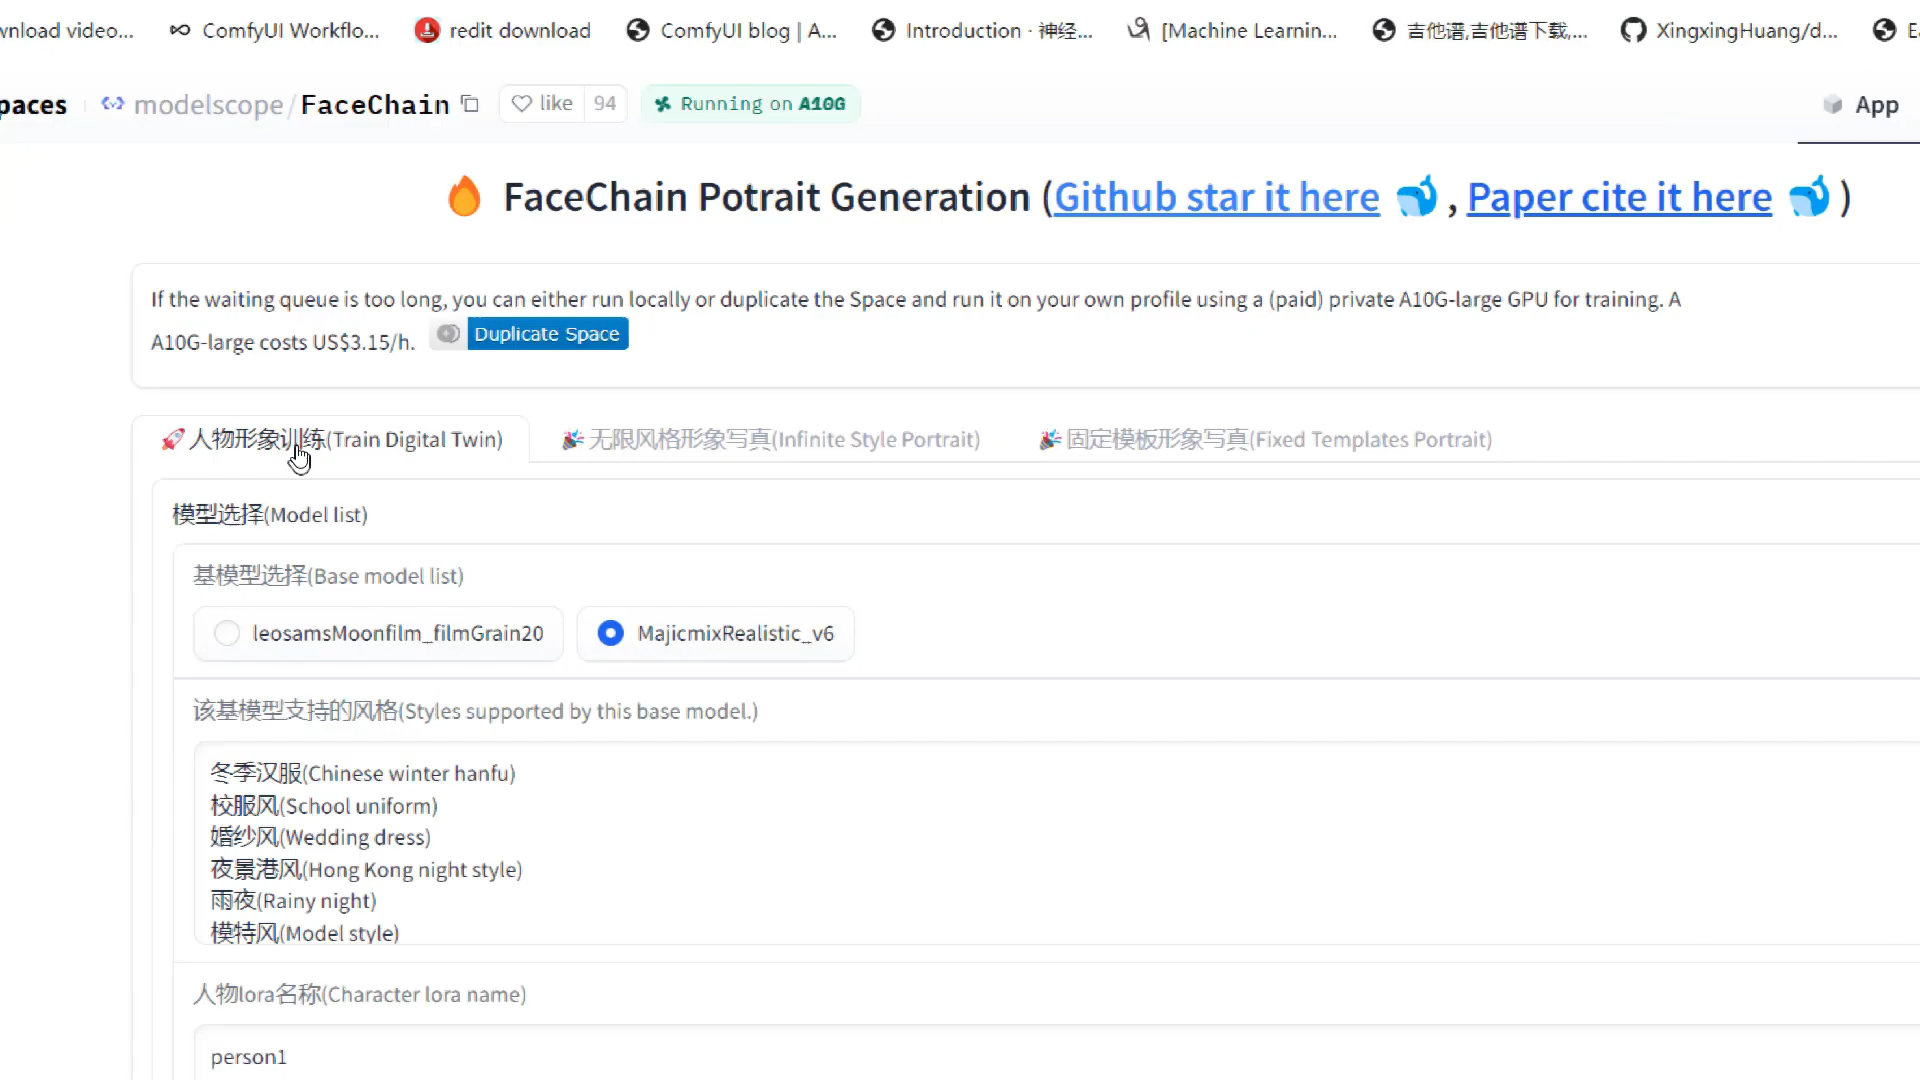 wnload video... ComfyUI Workflo... redit download ComfyUI blog | A... Introduction · 神经... [Machine Learnin... 吉他谱,吉他谱下载,... XingxingHuang/d...
paces modelscope/FaceChain like 94 Running on A10G App
FaceChain Potrait Generation (Github star it here , Paper cite it here )
If the waiting queue is too long, you can either run locally or duplicate the Space and run it on your own profile using a (paid) private A10G-large GPU for training. A
A10G-large costs US$3.15/h. Duplicate Space
人物形象训练(Train Digital Twin) 无限风格形象写真(Infinite Style Portrait) 固定模板形象写真(Fixed Templates Portrait)
模型选择(Model list)
基模型选择(Base model list)
leosamsMoonfilm_filmGrain20 MajicmixRealistic_v6
该基模型支持的风格(Styles supported by this base model.)
冬季汉服(Chinese winter hanfu)
校服风(School uniform)
婚纱风(Wedding dress)
夜景港风(Hong Kong night style)
雨夜(Rainy night)
模特风(Model style)
人物lora名称(Character lora name)
person1